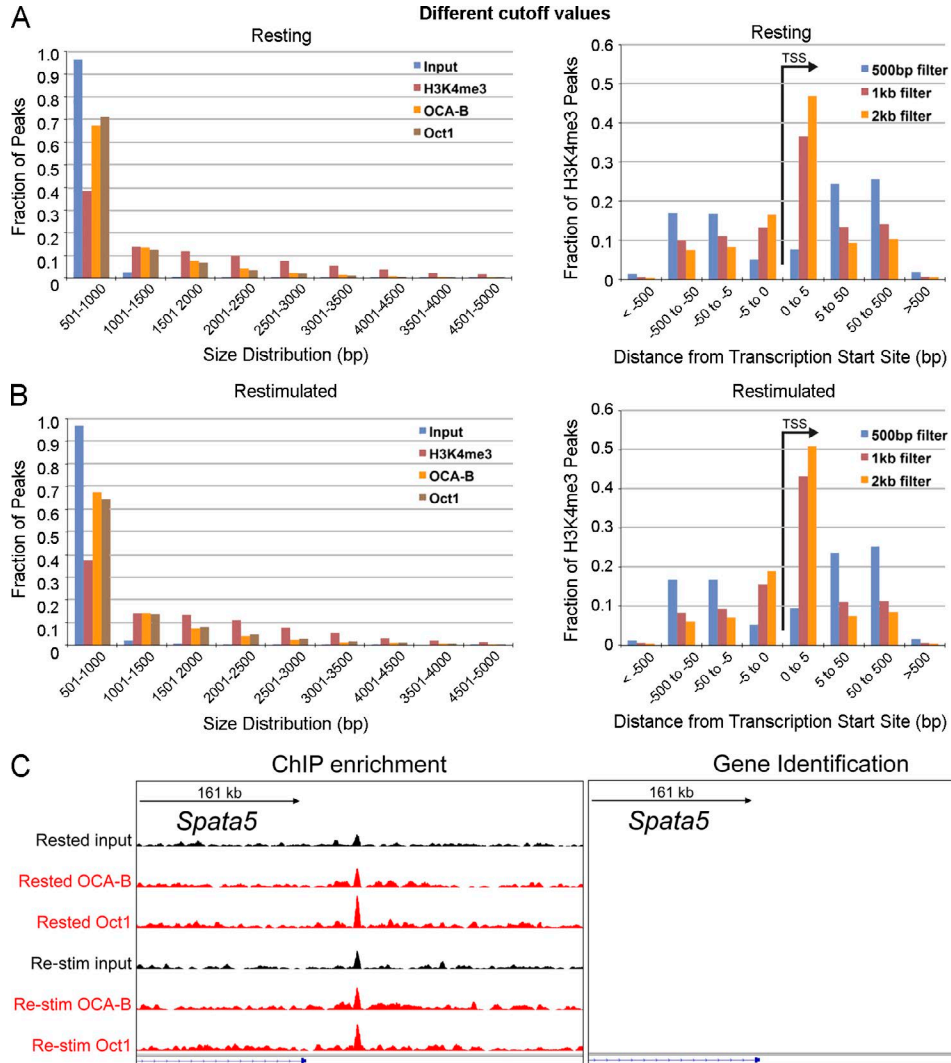 Different cutoff values
A
Resting
Fraction of Peaks
1.0
0.9
0.8
0.7
0.6
0.5
0.4
0.3
0.2
0.1
0
Input
H3K4me3
OCA-B
Oct1
501-1000
1001-1500
1501 2000
2001-2500
2501-3000
3001-3500
4001-4500
3501-4000
4501-5000
Size Distribution (bp)
Resting
Fraction of H3K4me3 Peaks
0.6
0.5
0.4
0.3
0.2
0.1
0
TSS
500bp filter
1kb filter
2kb filter
< -500
-500 to -50
-50 to -5
-5 to 0
0 to 5
5 to 50
50 to 500
>500
Distance from Transcription Start Site (bp)
B
Restimulated
Fraction of Peaks
1.0
0.9
0.8
0.7
0.6
0.5
0.4
0.3
0.2
0.1
0
Input
H3K4me3
OCA-B
Oct1
501-1000
1001-1500
1501 2000
2001-2500
2501-3000
3001-3500
4001-4500
3501-4000
4501-5000
Size Distribution (bp)
Restimulated
Fraction of H3K4me3 Peaks
0.6
0.5
0.4
0.3
0.2
0.1
0
TSS
500bp filter
1kb filter
2kb filter
< -500
-500 to -50
-50 to -5
-5 to 0
0 to 5
5 to 50
50 to 500
>500
Distance from Transcription Start Site (bp)
C
ChIP enrichment
161 kb
Spata5
Rested input
Rested OCA-B
Rested Oct1
Re-stim input
Re-stim OCA-B
Re-stim Oct1
Gene Identification
161 kb
Spata5